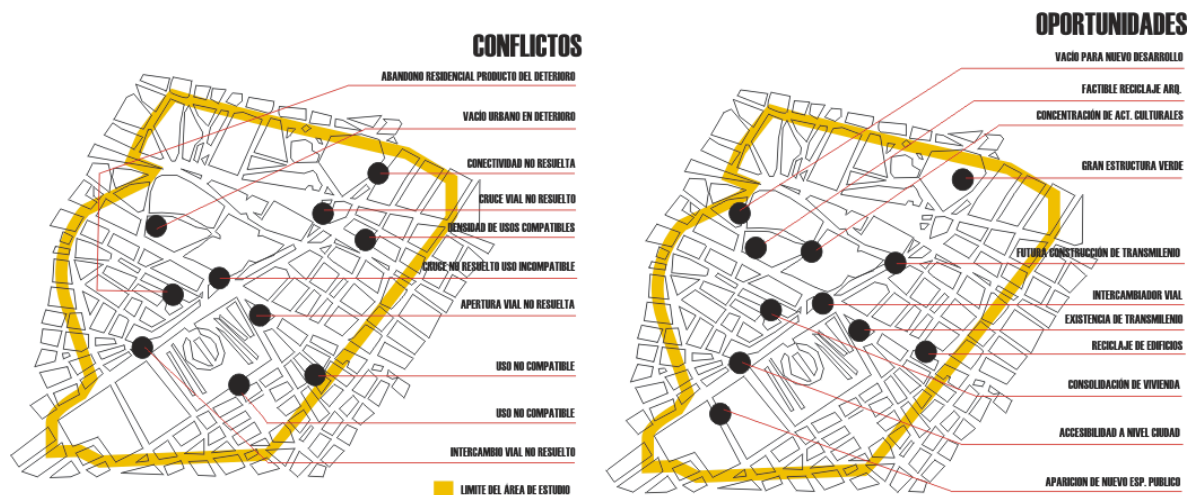 CONFLICTOS
ABANDONO RESIDENCIAL PRODUCTO DEL DETERIORO
VACÍO URBANO EN DETERIORO
CONECTIVIDAD NO RESUELTA
CRUCE VIAL NO RESUELTO
DENSIDAD DE USOS COMPATIBLES
CRUCE NO RESUELTO USO INCOMPATIBLE
APERTURA VIAL NO RESUELTA
USO NO COMPATIBLE
USO NO COMPATIBLE
INTERCAMBIO VIAL NO RESUELTO
LIMITE DEL ÁREA DE ESTUDIO
OPORTUNIDADES
VACÍO PARA NUEVO DESARROLLO
FACTIBLE RECICLAJE ARQ.
CONCENTRACIÓN DE ACT. CULTURALES
GRAN ESTRUCTURA VERDE
FUTURA CONSTRUCCIÓN DE TRANSMILENIO
INTERCAMBIADOR VIAL
EXISTENCIA DE TRANSMILENIO
RECICLAJE DE EDIFICIOS
CONSOLIDACIÓN DE VIVIENDA
ACCESIBILIDAD A NIVEL CIUDAD
APARICION DE NUEVO ESP. PUBLICO